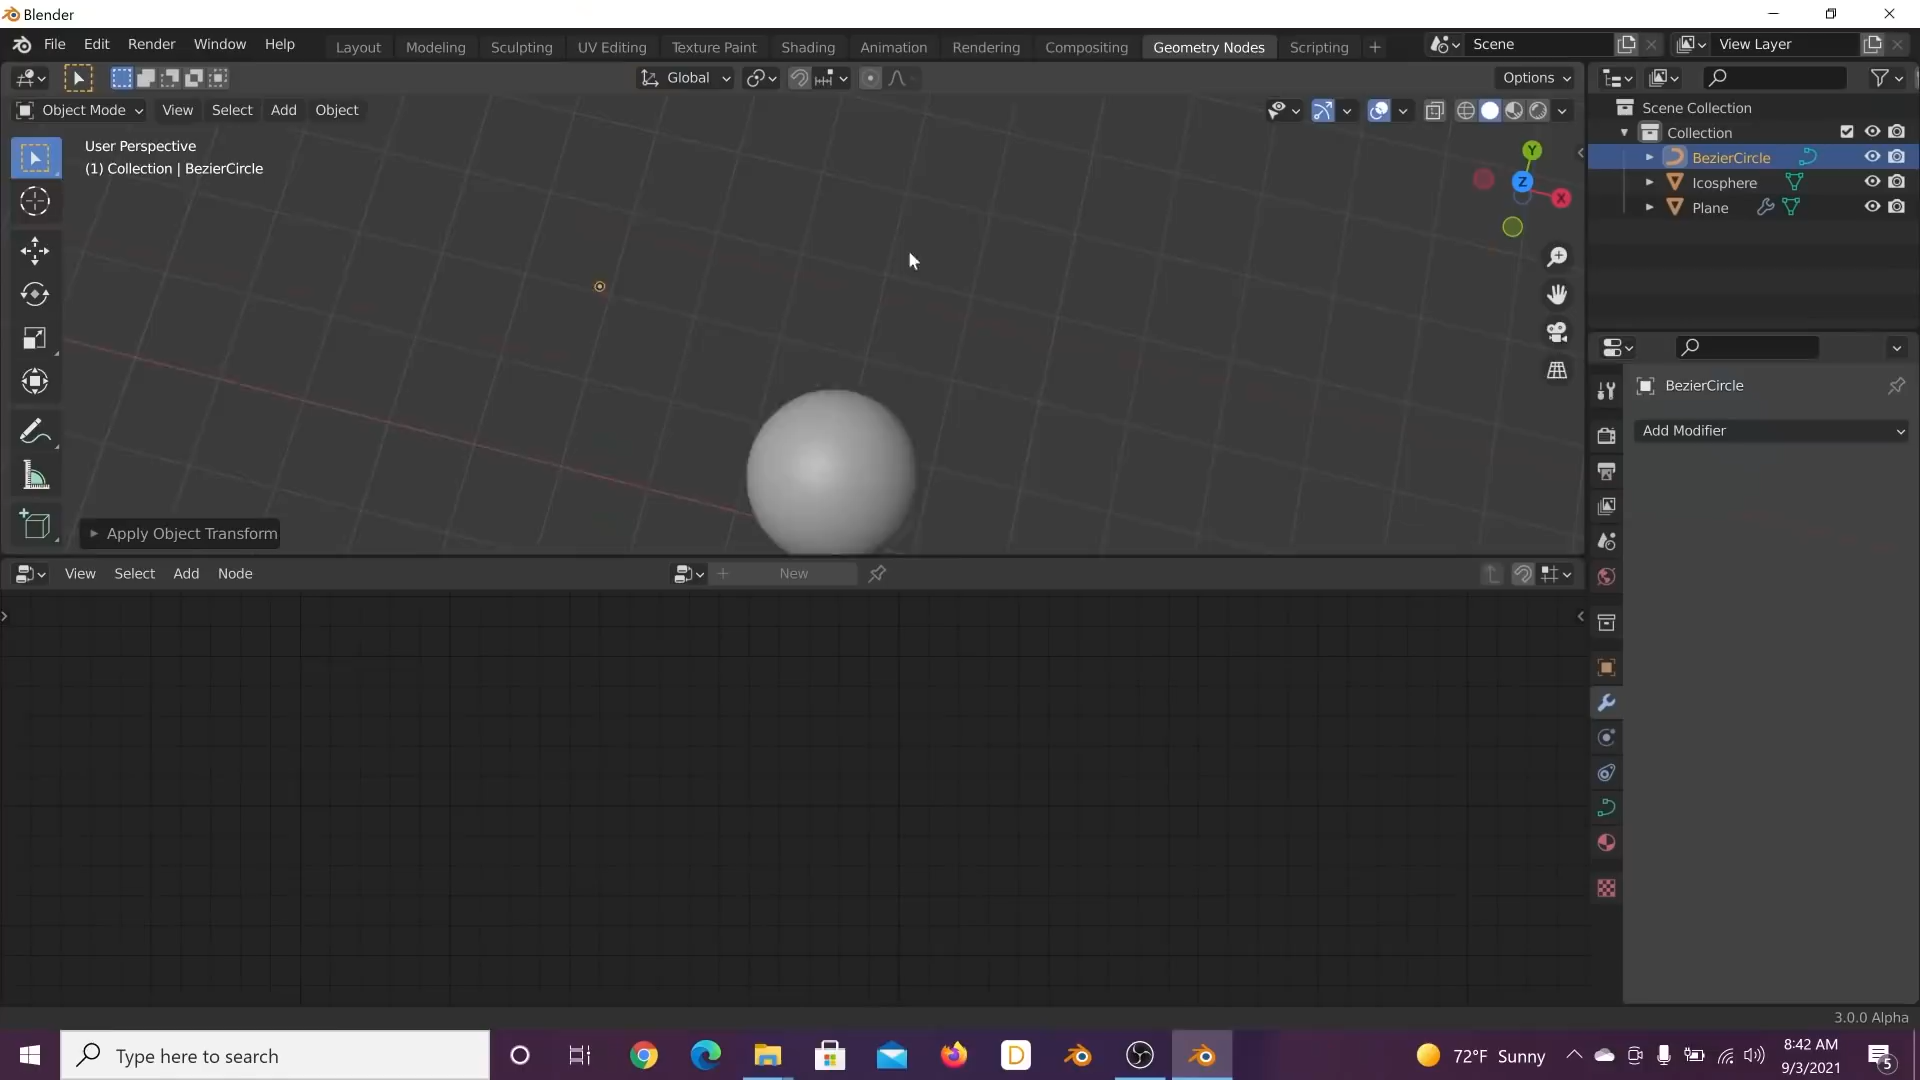 Blender
File Edit Render Window Help Layout Modeling Sculpting UV Editing Texture Paint Shading Animation Rendering Compositing Geometry Nodes Scripting + Scene View Layer
Global Options
Object Mode View Select Add Object
User Perspective
(1) Collection | BezierCircle
Y
Z
X
Scene Collection
Collection
BezierCircle
Icosphere
Plane
BezierCircle
Add Modifier
Apply Object Transform
View Select Add Node + New
3.0.0 Alpha
Type here to search
D
72°F Sunny
8:42 AM
9/3/2021
5